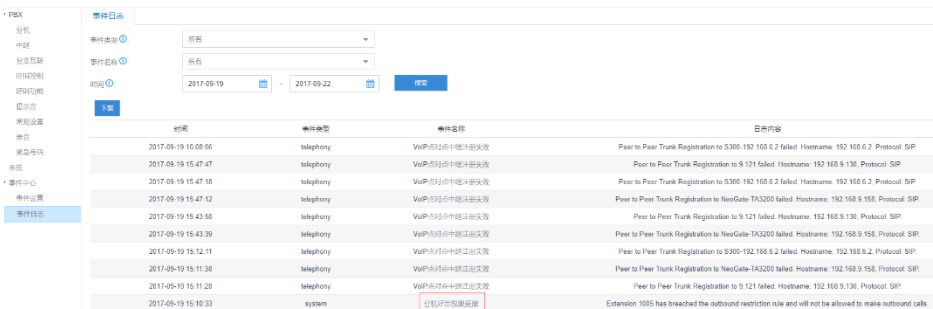 PBX
分机
中继
分支互联
呼叫控制
呼叫功能
提示音
常规设置
录音
紧急号码
系统
事件中心
事件设置
事件日志
事件日志
事件类型 : 所有
事件名称 : 所有
时间 : 2017-09-19 - 2017-09-22 搜索
下载
时间 事件类型 事件名称 日志内容
2017-09-19 16:08:06 telephony VoIP点对点中继注册失败 Peer to Peer Trunk Registration to S300-192.168.6.2 failed. Hostname: 192.168.6.2, Protocol: SIP.
2017-09-19 15:47:47 telephony VoIP点对点中继注册失败 Peer to Peer Trunk Registration to 9.121 failed. Hostname: 192.168.9.130, Protocol: SIP.
2017-09-19 15:47:18 telephony VoIP点对点中继注册失败 Peer to Peer Trunk Registration to S300-192.168.6.2 failed. Hostname: 192.168.6.2, Protocol: SIP.
2017-09-19 15:47:12 telephony VoIP点对点中继注册失败 Peer to Peer Trunk Registration to NeoGate-TA3200 failed. Hostname: 192.168.9.158, Protocol: SIP.
2017-09-19 15:43:58 telephony VoIP点对点中继注册失败 Peer to Peer Trunk Registration to 9.121 failed. Hostname: 192.168.9.130, Protocol: SIP.
2017-09-19 15:43:39 telephony VoIP点对点中继注册失败 Peer to Peer Trunk Registration to NeoGate-TA3200 failed. Hostname: 192.168.9.158, Protocol: SIP.
2017-09-19 15:12:11 telephony VoIP点对点中继注册失败 Peer to Peer Trunk Registration to S300-192.168.6.2 failed. Hostname: 192.168.6.2, Protocol: SIP.
2017-09-19 15:11:38 telephony VoIP点对点中继注册失败 Peer to Peer Trunk Registration to NeoGate-TA3200 failed. Hostname: 192.168.9.158, Protocol: SIP.
2017-09-19 15:11:28 telephony VoIP点对点中继注册失败 Peer to Peer Trunk Registration to 9.121 failed. Hostname: 192.168.9.130, Protocol: SIP.
2017-09-19 15:10:33 system 分机呼出权限受限 Extension 1005 has breached the outbound restriction rule and will not be allowed to make outbound calls.